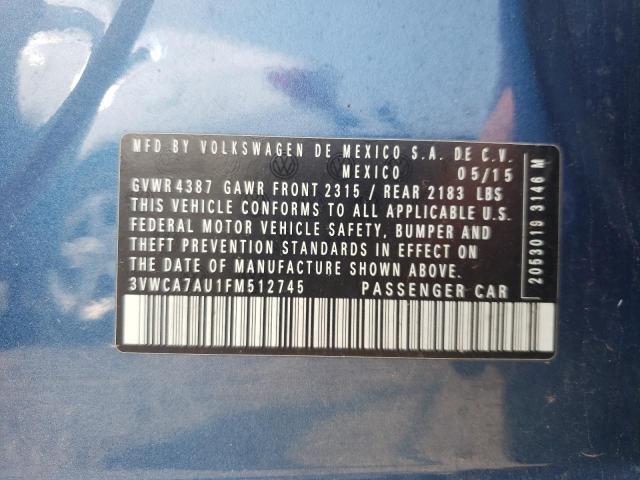 MFD BY VOLKSWAGEN DE MEXICO S.A. DE C.V.
MEXICO 05/15
GVWR 4387 GAWR FRONT 2315 / REAR 2183 LBS
THIS VEHICLE CONFORMS TO ALL APPLICABLE U.S.
FEDERAL MOTOR VEHICLE SAFETY, BUMPER AND
THEFT PREVENTION STANDARDS IN EFFECT ON
THE DATE OF MANUFACTURE SHOWN ABOVE.
3VWCA7AU1FM512745 PASSENGER CAR
2053019 3146 M